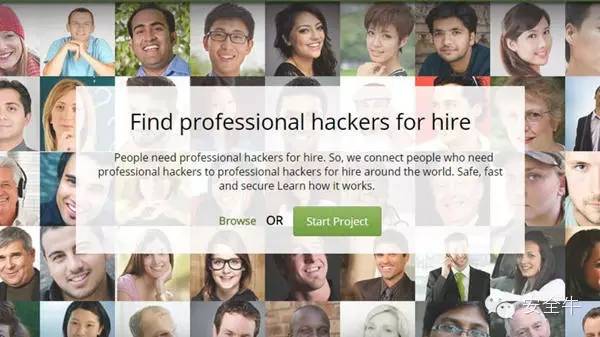 Find professional hackers for hire
People need professional hackers for hire. So, we connect people who need
professional hackers to professional hackers for hire around the world. Safe, fast
and secure Learn how it works.
Browse OR Start Project
安全牛